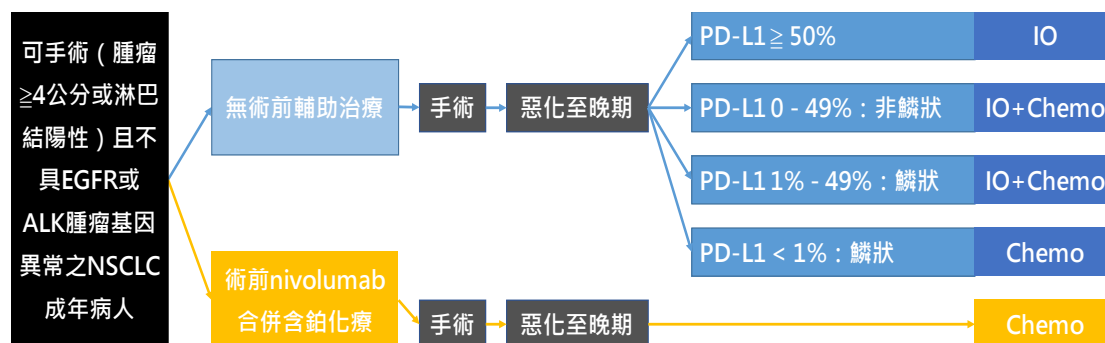 可手術（腫瘤
≧4公分或淋巴
結陽性）且不
具EGFR或
ALK腫瘤基因
異常之NSCLC
成年病人
無術前輔助治療
手術
惡化至晚期
PD-L1 ≧ 50%
IO
PD-L1 0 - 49%：非鱗狀
IO+Chemo
PD-L1 1% - 49%：鱗狀
IO+Chemo
PD-L1 < 1%：鱗狀
Chemo
術前nivolumab
合併含鉑化療
手術
惡化至晚期
Chemo